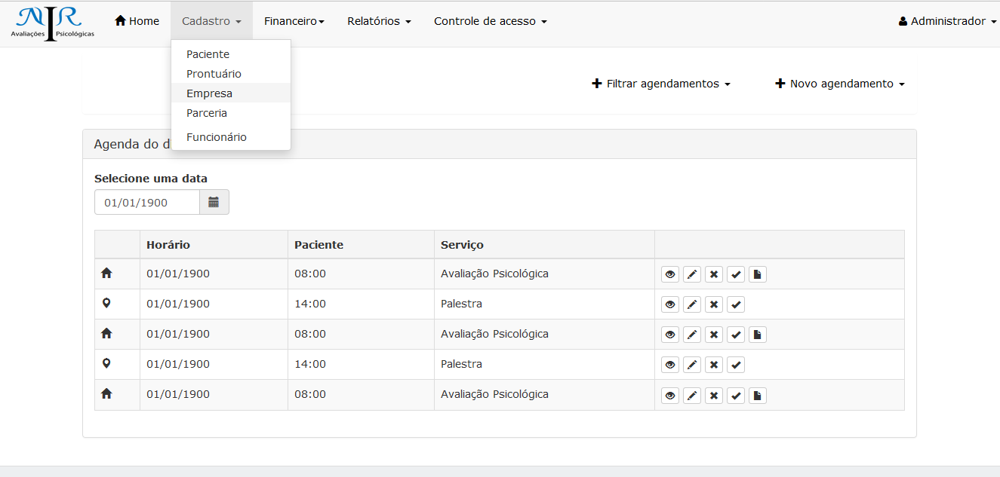 NIR
Avaliações Psicológicas
Home Cadastro Financeiro Relatórios Controle de acesso Administrador
Paciente
Prontuário
Empresa
Parceria
Funcionário
Filtrar agendamentos Novo agendamento
Agenda do d
Selecione uma data
01/01/1900
Horário Paciente Serviço
01/01/1900 08:00 Avaliação Psicológica
01/01/1900 14:00 Palestra
01/01/1900 08:00 Avaliação Psicológica
01/01/1900 14:00 Palestra
01/01/1900 08:00 Avaliação Psicológica